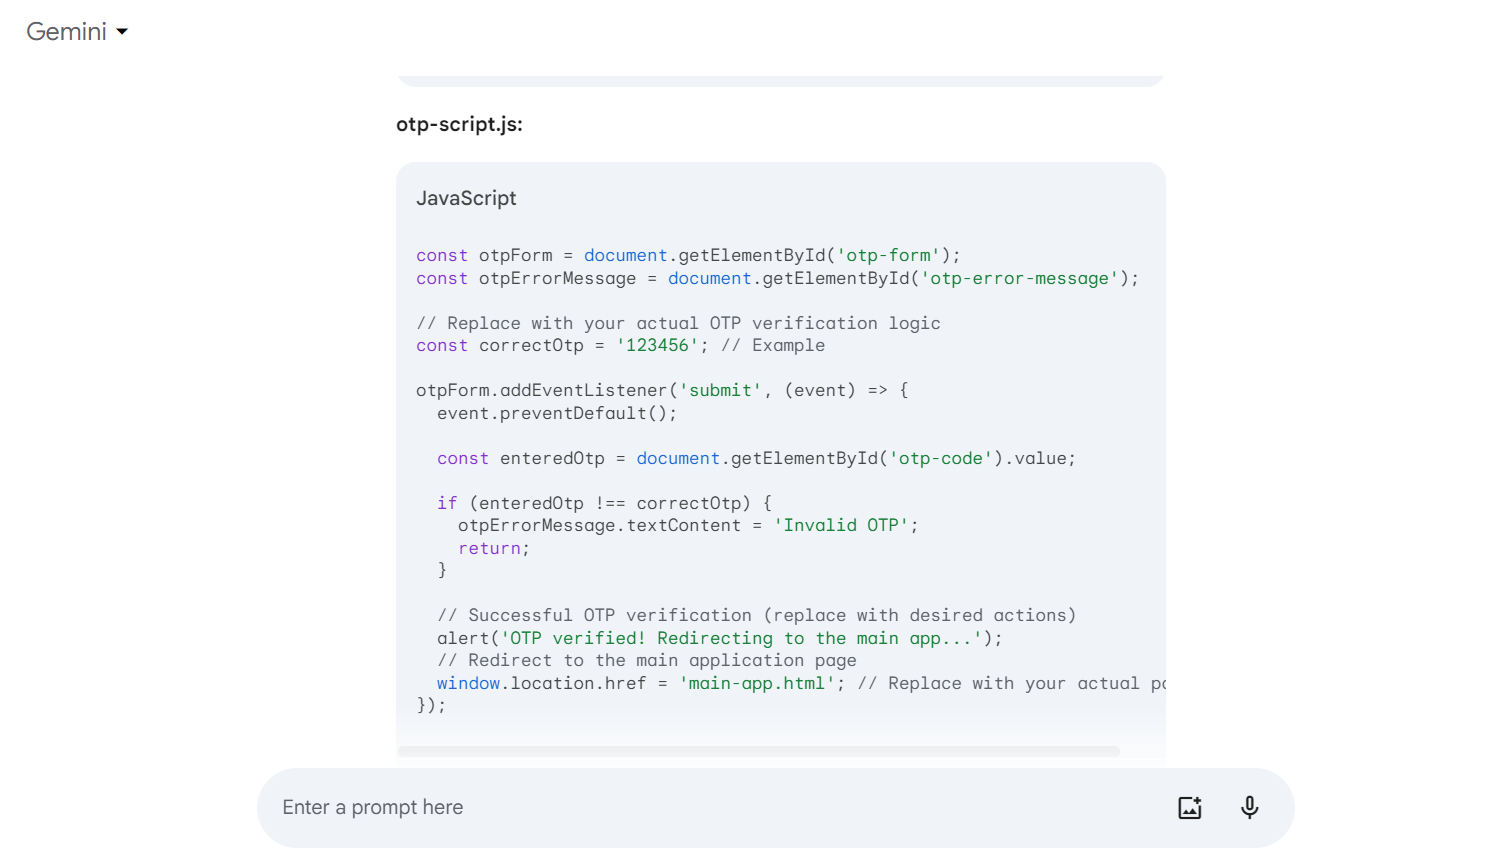 Gemini
otp-script.js:
JavaScript
const otpForm = document.getElementById('otp-form');
const otpErrorMessage = document.getElementById('otp-error-message');
// Replace with your actual OTP verification logic
const correctOtp = '123456'; // Example
otpForm.addEventListener('submit', (event) => {
event.preventDefault();
const enteredOtp = document.getElementById('otp-code').value;
if (enteredOtp !== correctOtp) {
otpErrorMessage.textContent = 'Invalid OTP';
return;
}
// Successful OTP verification (replace with desired actions)
alert('OTP verified! Redirecting to the main app...');
// Redirect to the main application page
window.location.href = 'main-app.html'; // Replace with your actual
});
Enter a prompt here